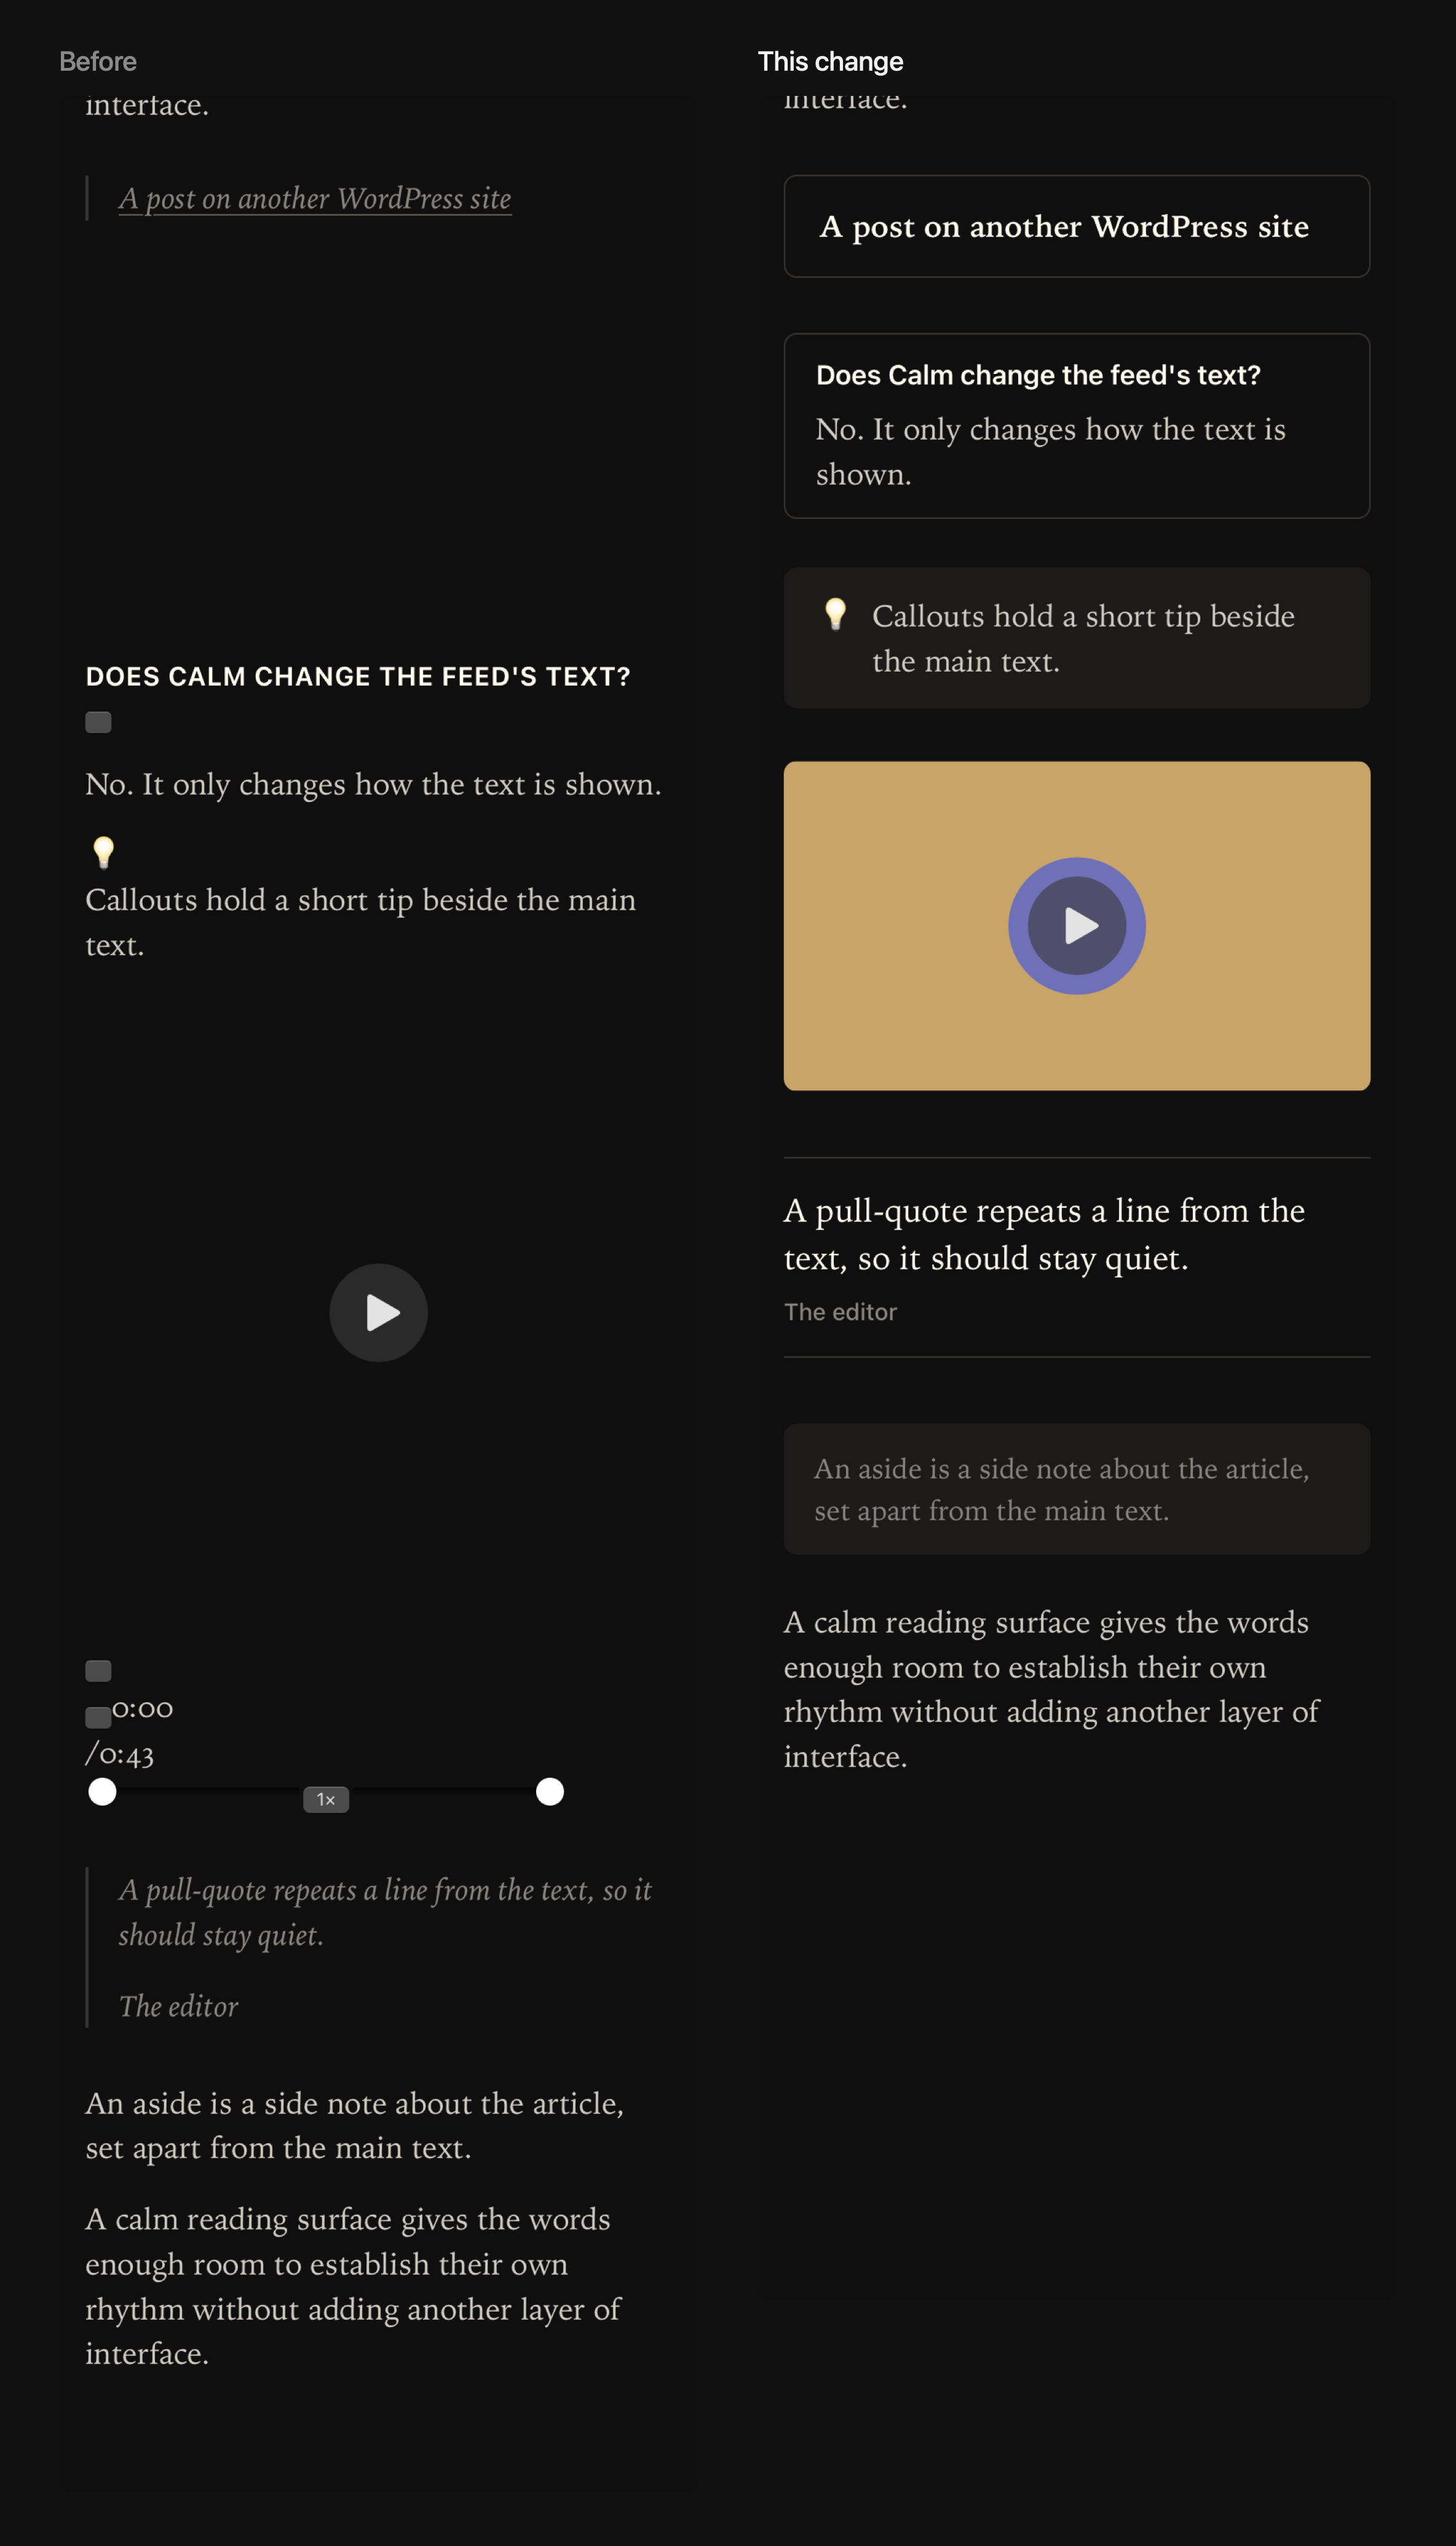 Before
interface.
A post on another WordPress site
DOES CALM CHANGE THE FEED'S TEXT?
No. It only changes how the text is shown.
Callouts hold a short tip beside the main
text.
0:00
/0:43
1×
A pull-quote repeats a line from the text, so it
should stay quiet.
The editor
An aside is a side note about the article,
set apart from the main text.
A calm reading surface gives the words
enough room to establish their own
rhythm without adding another layer of
interface.
This change
interface.
A post on another WordPress site
Does Calm change the feed's text?
No. It only changes how the text is
shown.
Callouts hold a short tip beside
the main text.
A pull-quote repeats a line from the
text, so it should stay quiet.
The editor
An aside is a side note about the article,
set apart from the main text.
A calm reading surface gives the words
enough room to establish their own
rhythm without adding another layer of
interface.